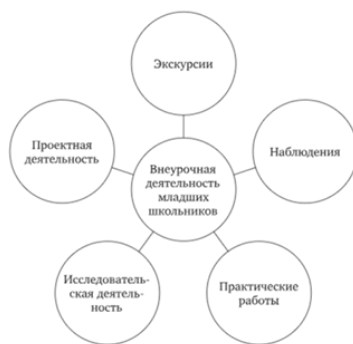 Экскурсии
Проектная
деятельность
Наблюдения
Внеурочная
деятельность
младших
школьников
Исследователь-
ская деятель-
ность
Практические
работы